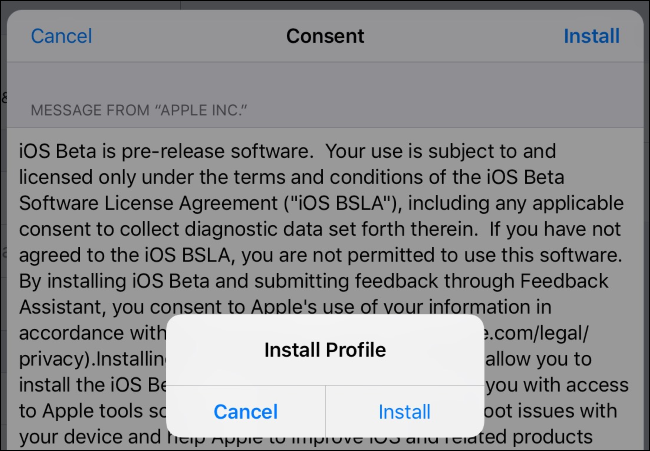 Cancel Consent Install
MESSAGE FROM “APPLE INC.”
iOS Beta is pre-release software.  Your use is subject to and
licensed only under the terms and conditions of the iOS Beta
Software License Agreement ("iOS BSLA"), including any applicable
consent to collect diagnostic data set forth therein.  If you have not
agreed to the iOS BSLA, you are not permitted to use this software.
By installing iOS Beta and submitting feedback through Feedback
Assistant, you consent to Apple's use of your information in
accordance with e.com/legal/
privacy).Installing allow you to
install the iOS Be you with access
to Apple tools so oot issues with
your device and help Apple to improve iOS and related products
Install Profile
Cancel Install